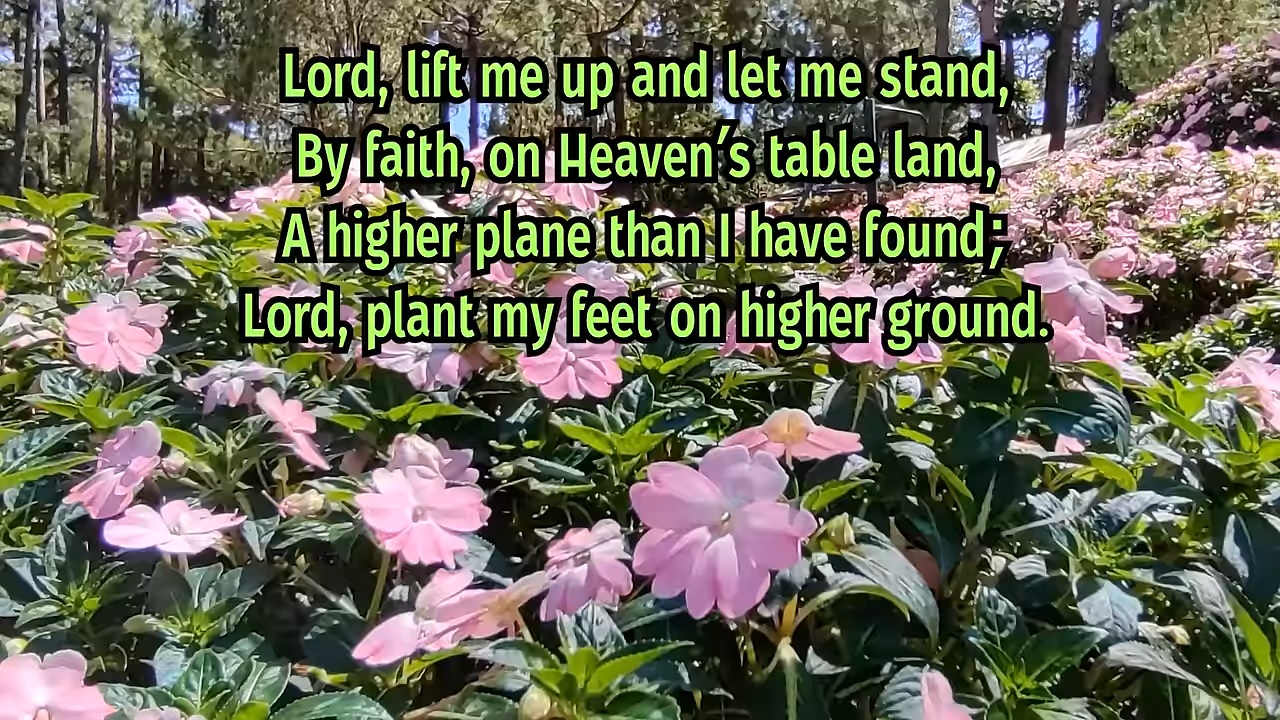 Lord, lift me up and let me stand,
By faith, on Heaven's table land,
A higher plane than I have found;
Lord, plant my feet on higher ground.